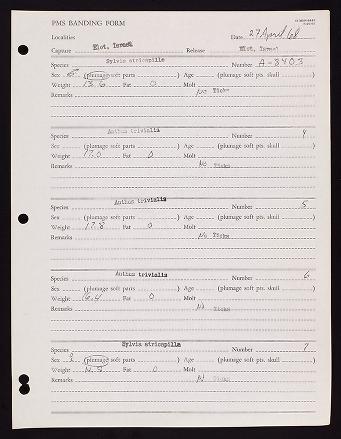 PMS BANDING FORM
Localities Date 27 April 68
Capture Elot, Israel Release Elot, Israel
Species Sylvia atricapilla Number A-8403
Sex (plumage soft parts ) Age (plumage soft pts. skull )
Weight 13.6 Fat 0 Molt
Remarks No Ticks
Anthus trivialis 4
Species Number
Sex (plumage soft parts ) Age (plumage soft pts. skull )
Weight 17.0 Fat 0 Molt
Remarks No Ticks
Species Anthus trivialis Number 5
Sex (plumage soft parts ) Age (plumage soft pts. skull )
Weight 17.8 Fat 0 Molt
Remarks No Ticks
Species Anthus trivialis Number 6
Sex (plumage soft parts ) Age (plumage soft pts. skull )
Weight Fat 0 Molt
Remarks No Ticks
Species Sylvia atricapilla Number 7
Sex ♀ (plumage soft parts ) Age (plumage soft pts. skull )
Weight Fat 0 Molt
Remarks No Ticks